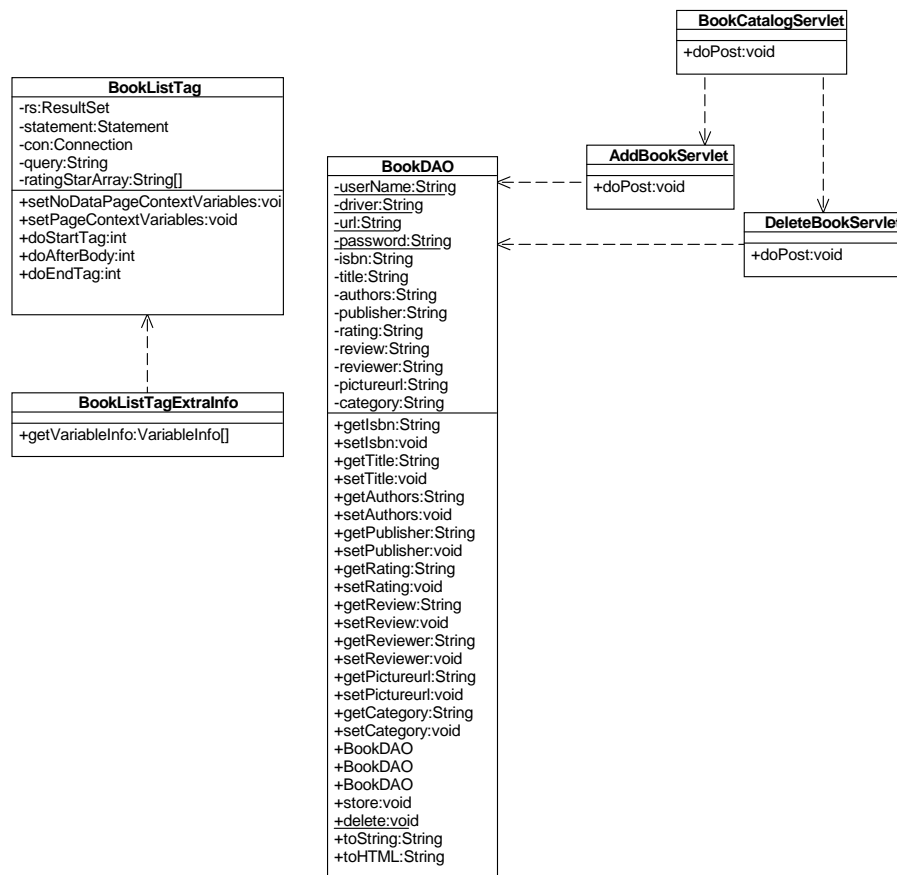 BookCatalogServlet
+doPost:void
BookListTag
-rs:ResultSet
-statement:Statement
-con:Connection
-query:String
-ratingStarArray:String[]
+setNoDataPageContextVariables:voi
+setPageContextVariables:void
+doStartTag:int
+doAfterBody:int
+doEndTag:int
AddBookServlet
+doPost:void
BookDAO
-userName:String
-driver:String
-url:String
-password:String
-isbn:String
-title:String
-authors:String
-publisher:String
-rating:String
-review:String
-reviewer:String
-pictureurl:String
-category:String
+getIsbn:String
+setIsbn:void
+getTitle:String
+setTitle:void
+getAuthors:String
+setAuthors:void
+getPublisher:String
+setPublisher:void
+getRating:String
+setRating:void
+getReview:String
+setReview:void
+getReviewer:String
+setReviewer:void
+getPictureurl:String
+setPictureurl:void
+getCategory:String
+setCategory:void
+BookDAO
+BookDAO
+BookDAO
+store:void
+delete:void
+toString:String
+toHTML:String
DeleteBookServlet
+doPost:void
BookListTagExtraInfo
+getVariableInfo:VariableInfo[]